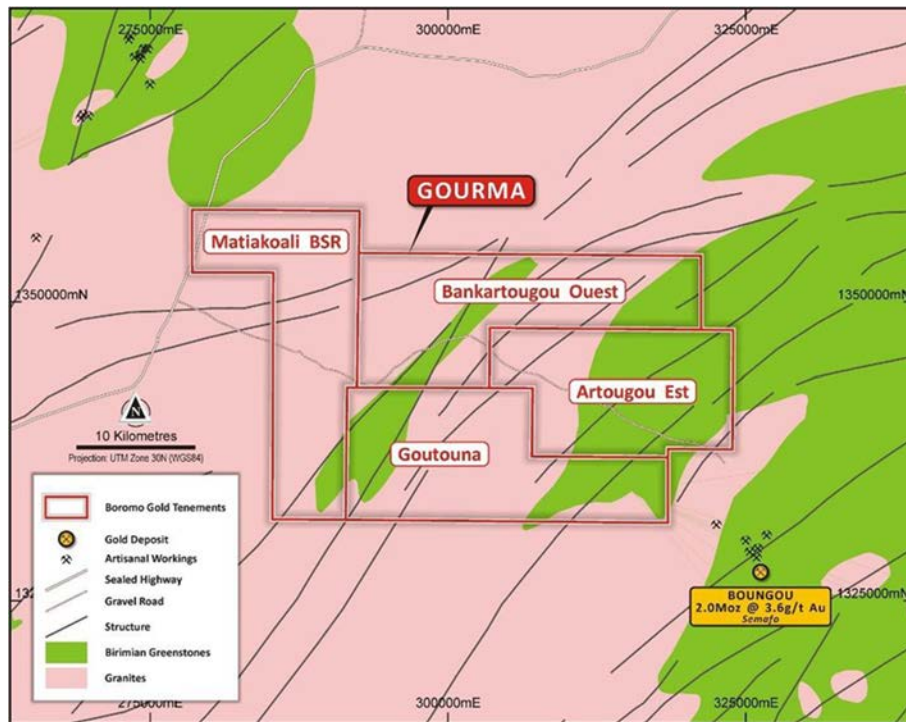 275000mE
300000mE
325000mE
GOURMA
Matiakoali BSR
Bankartougou Ouest
1350000mN
1350000mN
Artougou Est
N
10 Kilometres
Projection: UTM Zone 30N (WGS84)
Goutouna
Boromo Gold Tenements
Gold Deposit
Artisanal Workings
Sealed Highway
Gravel Road
Structure
Birimian Greenstones
Granites
BOUNGOU
2.0Moz @ 3.6g/t Au
Semafo
1325000mN
275000mE
300000mE
325000mE